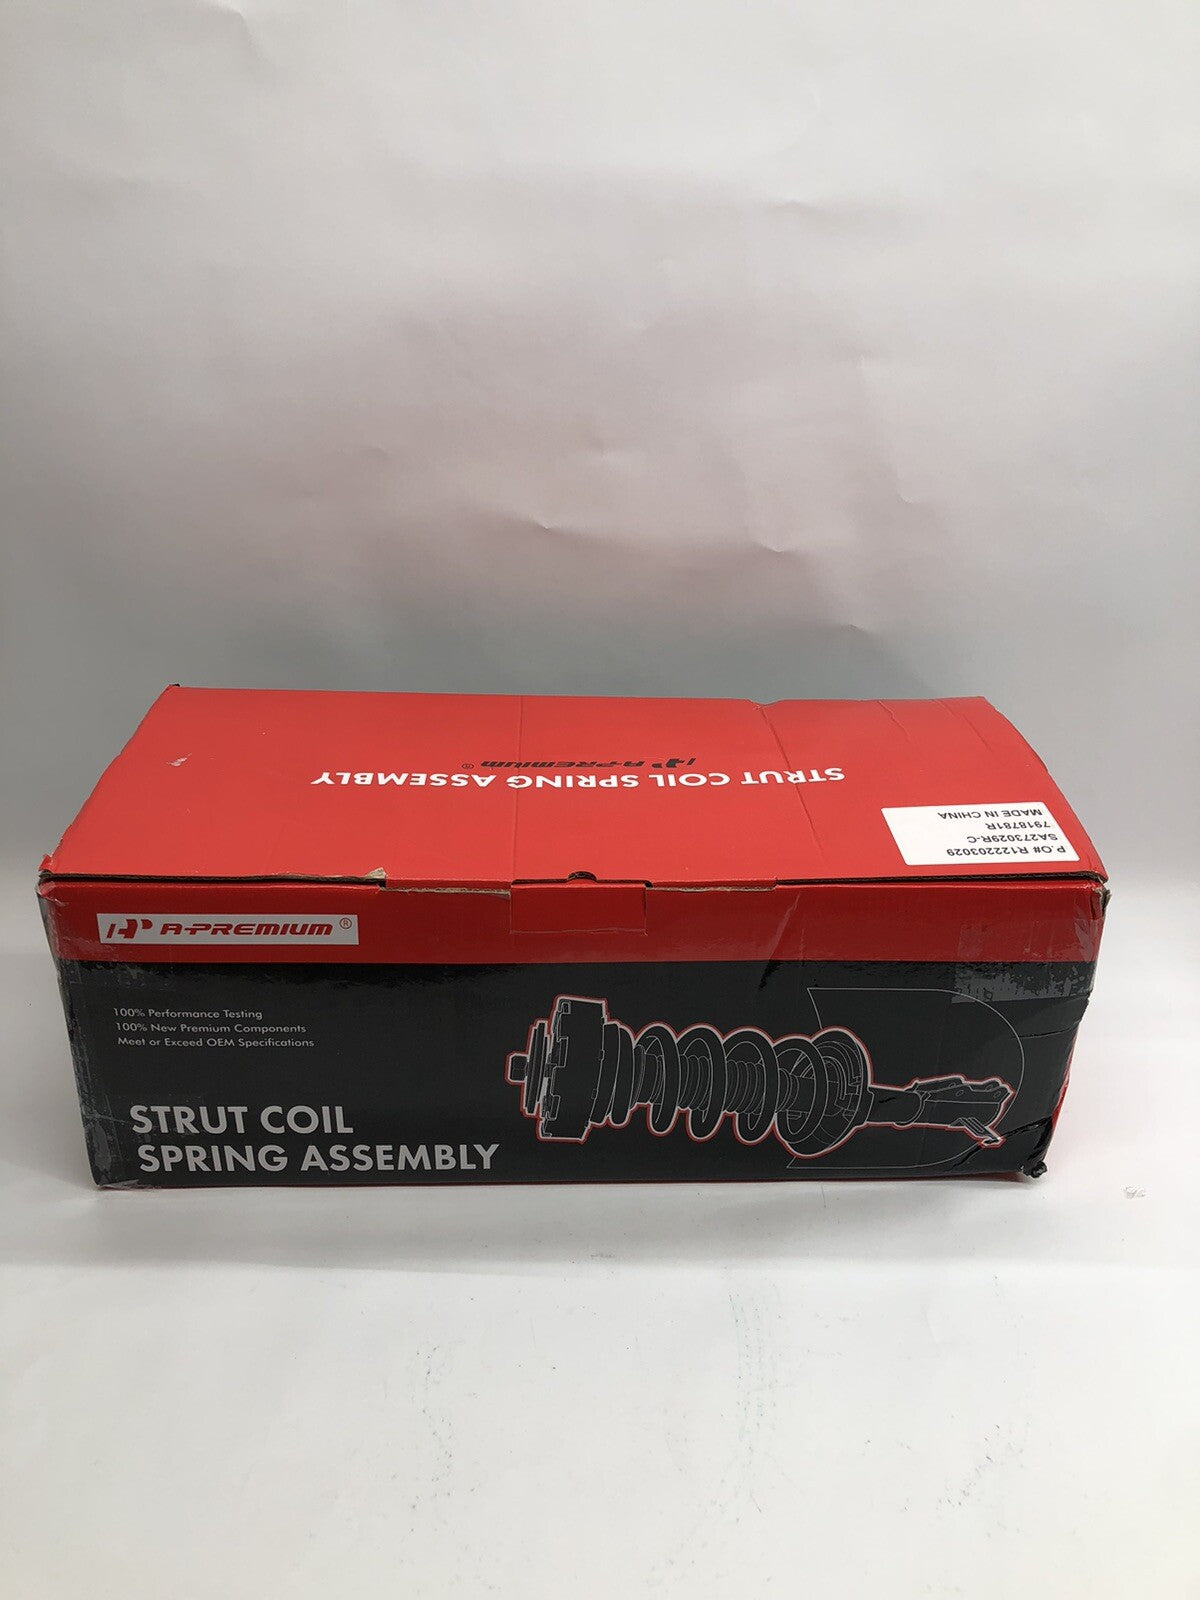 A-PREMIUM®
STRUT COIL SPRING ASSEMBLY
P.O# R1222203029
SA273029R-C
7918781R
MADE IN CHINA
A-PREMIUM®
100% Performance Testing
100% New Premium Components
Meet or Exceed OEM Specifications
STRUT COIL
SPRING ASSEMBLY